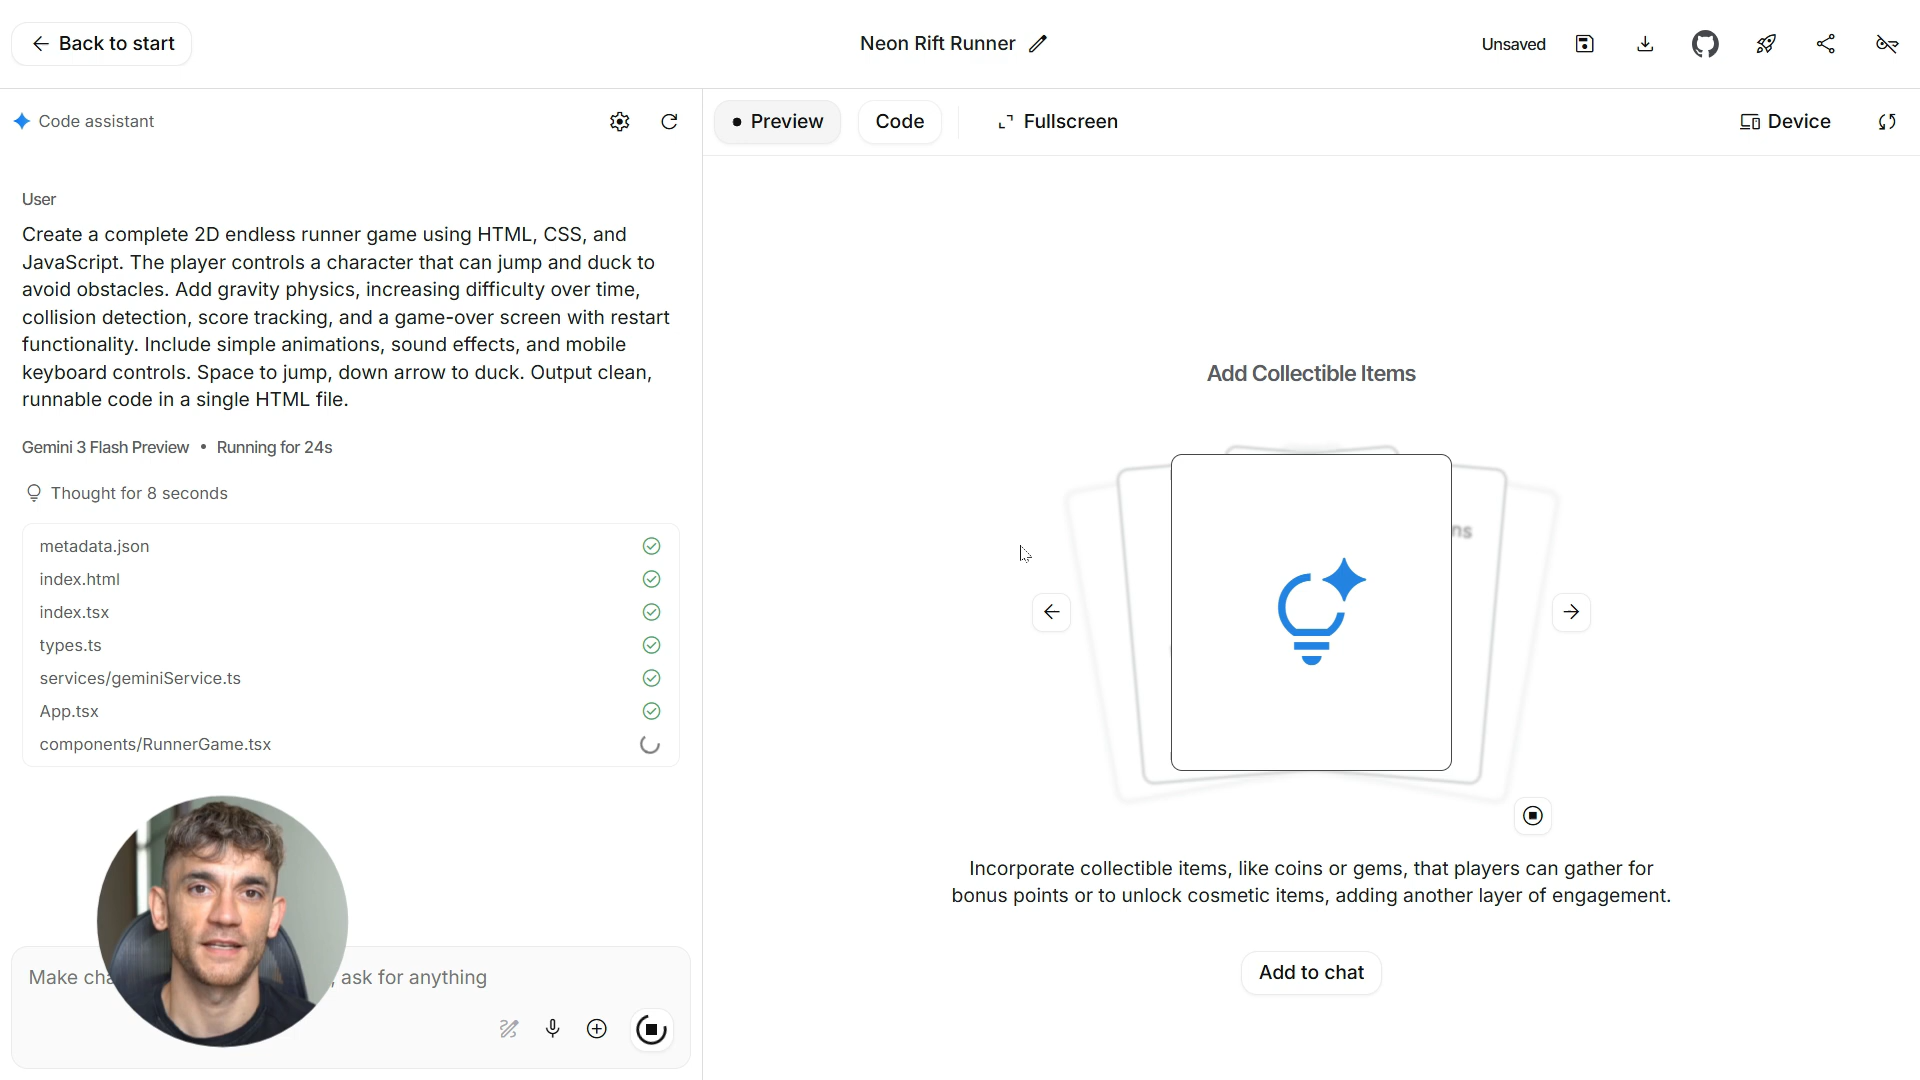 Back to start
Neon Rift Runner
Unsaved
Code assistant
Preview
Code
Fullscreen
Device
User
Create a complete 2D endless runner game using HTML, CSS, and
JavaScript. The player controls a character that can jump and duck to
avoid obstacles. Add gravity physics, increasing difficulty over time,
collision detection, score tracking, and a game-over screen with restart
functionality. Include simple animations, sound effects, and mobile
keyboard controls. Space to jump, down arrow to duck. Output clean,
runnable code in a single HTML file.
Gemini 3 Flash Preview • Running for 24s
Thought for 8 seconds
metadata.json
index.html
index.tsx
types.ts
services/geminiService.ts
App.tsx
components/RunnerGame.tsx
Make cha , ask for anything
Add Collectible Items
ns
Incorporate collectible items, like coins or gems, that players can gather for
bonus points or to unlock cosmetic items, adding another layer of engagement.
Add to chat